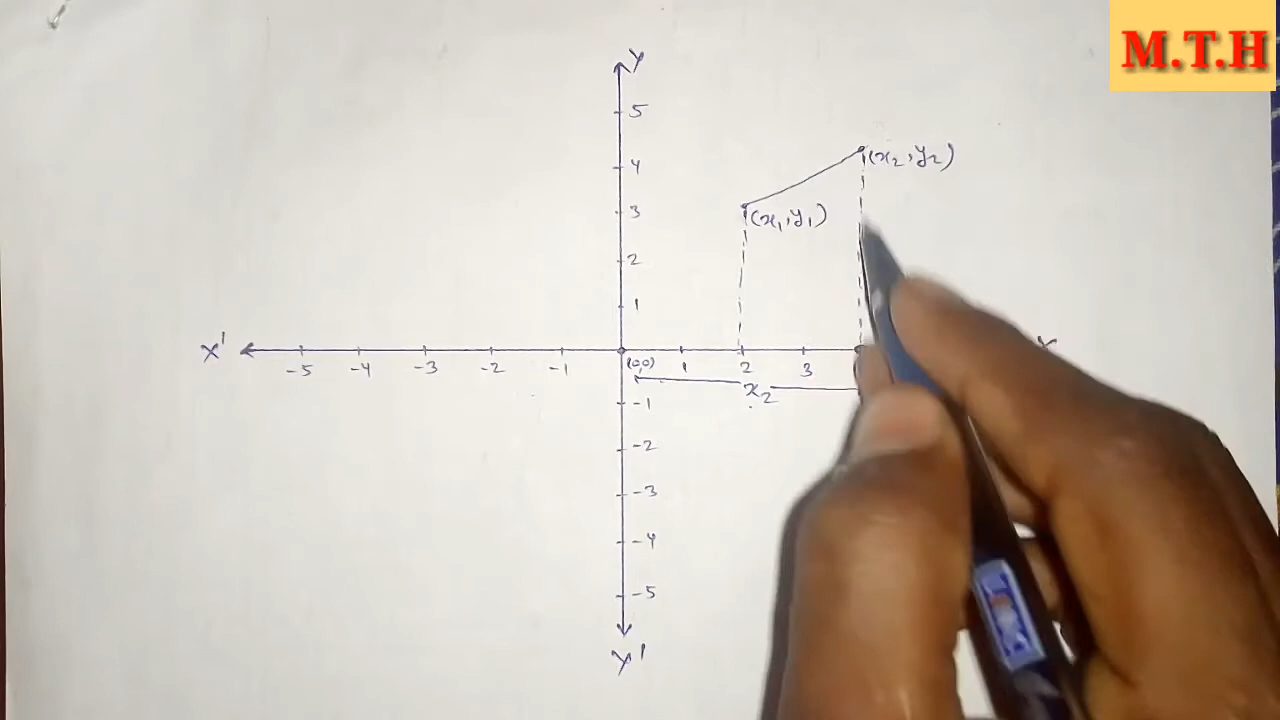 M.T.H
Y
5
4
(x₂,y₂)
3
(x₁,y₁)
2
1
X'
-5 -4 -3 -2 -1 (0,0) 1 2 3
x₂
-1
-2
-3
-4
-5
Y'